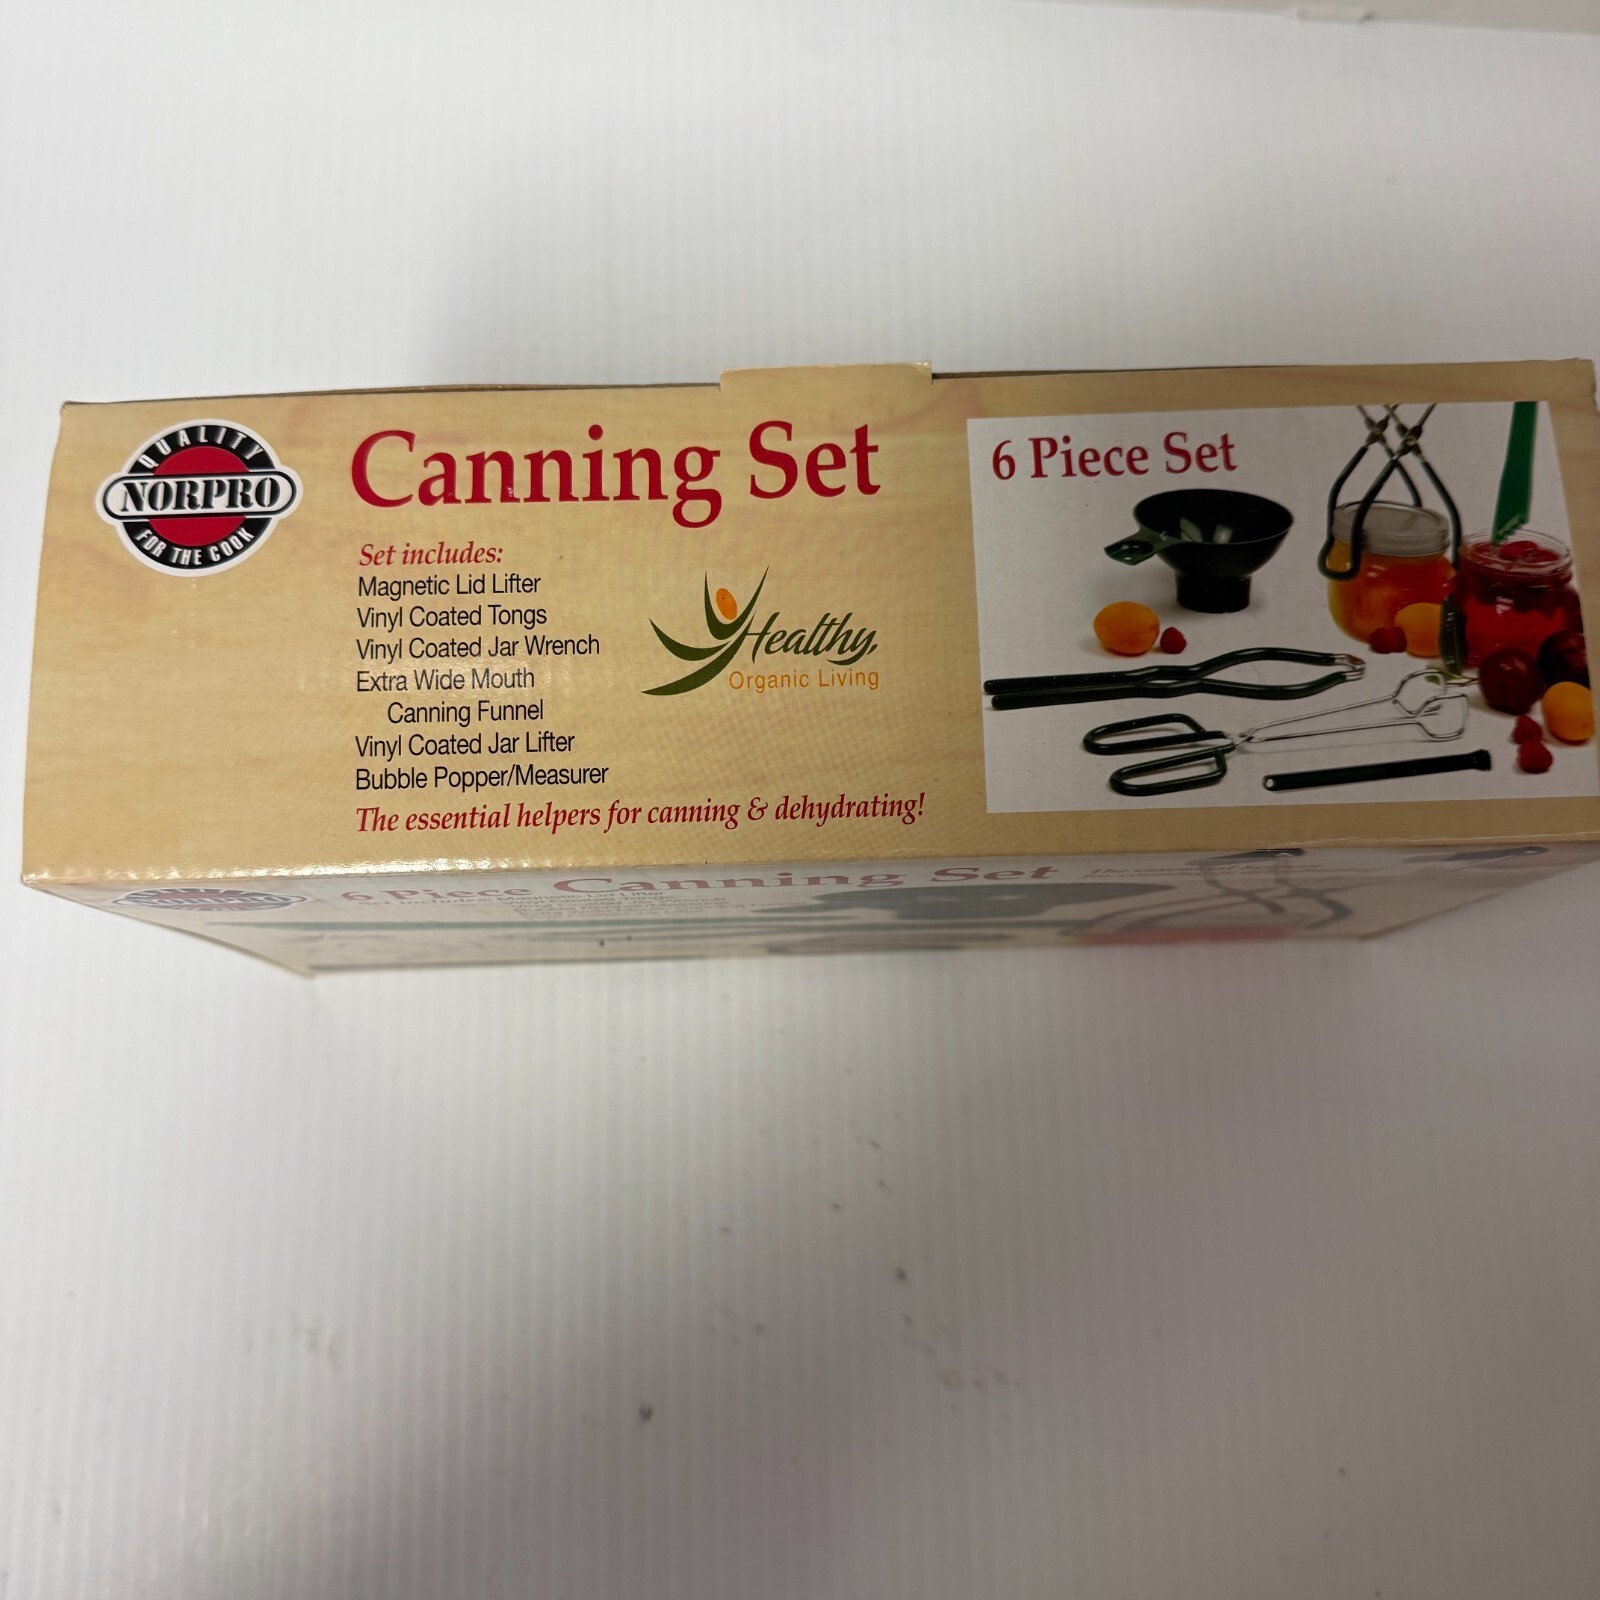 QUALITY
NORPRO
FOR THE COOK
Canning Set
Set includes:
Magnetic Lid Lifter
Vinyl Coated Tongs
Vinyl Coated Jar Wrench
Extra Wide Mouth
Canning Funnel
Vinyl Coated Jar Lifter
Bubble Popper/Measurer
The essential helpers for canning & dehydrating!
Healthy,
Organic Living
6 Piece Set
NORPRO
6 Piece Canning Set